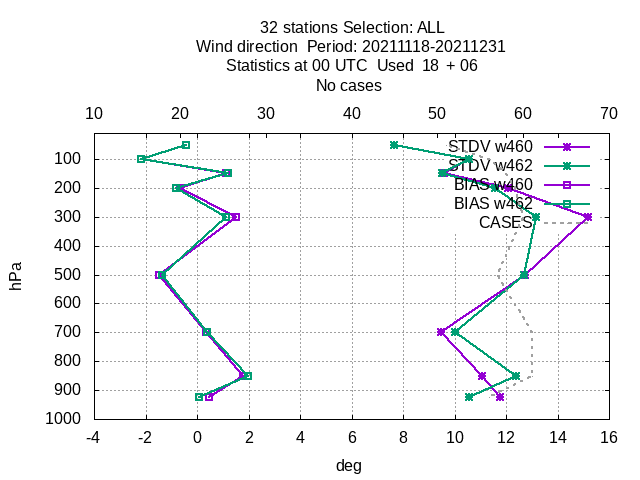 32 stations Selection: ALL
Wind direction  Period: 20211118-20211231
Statistics at 00 UTC  Used  18  + 06
No cases
10 20 30 40 50 60 70
STDV w460
STDV w462
BIAS w460
BIAS w462
CASES
100
200
300
400
500
600
700
800
900
1000
hPa
-4 -2 0 2 4 6 8 10 12 14 16
deg